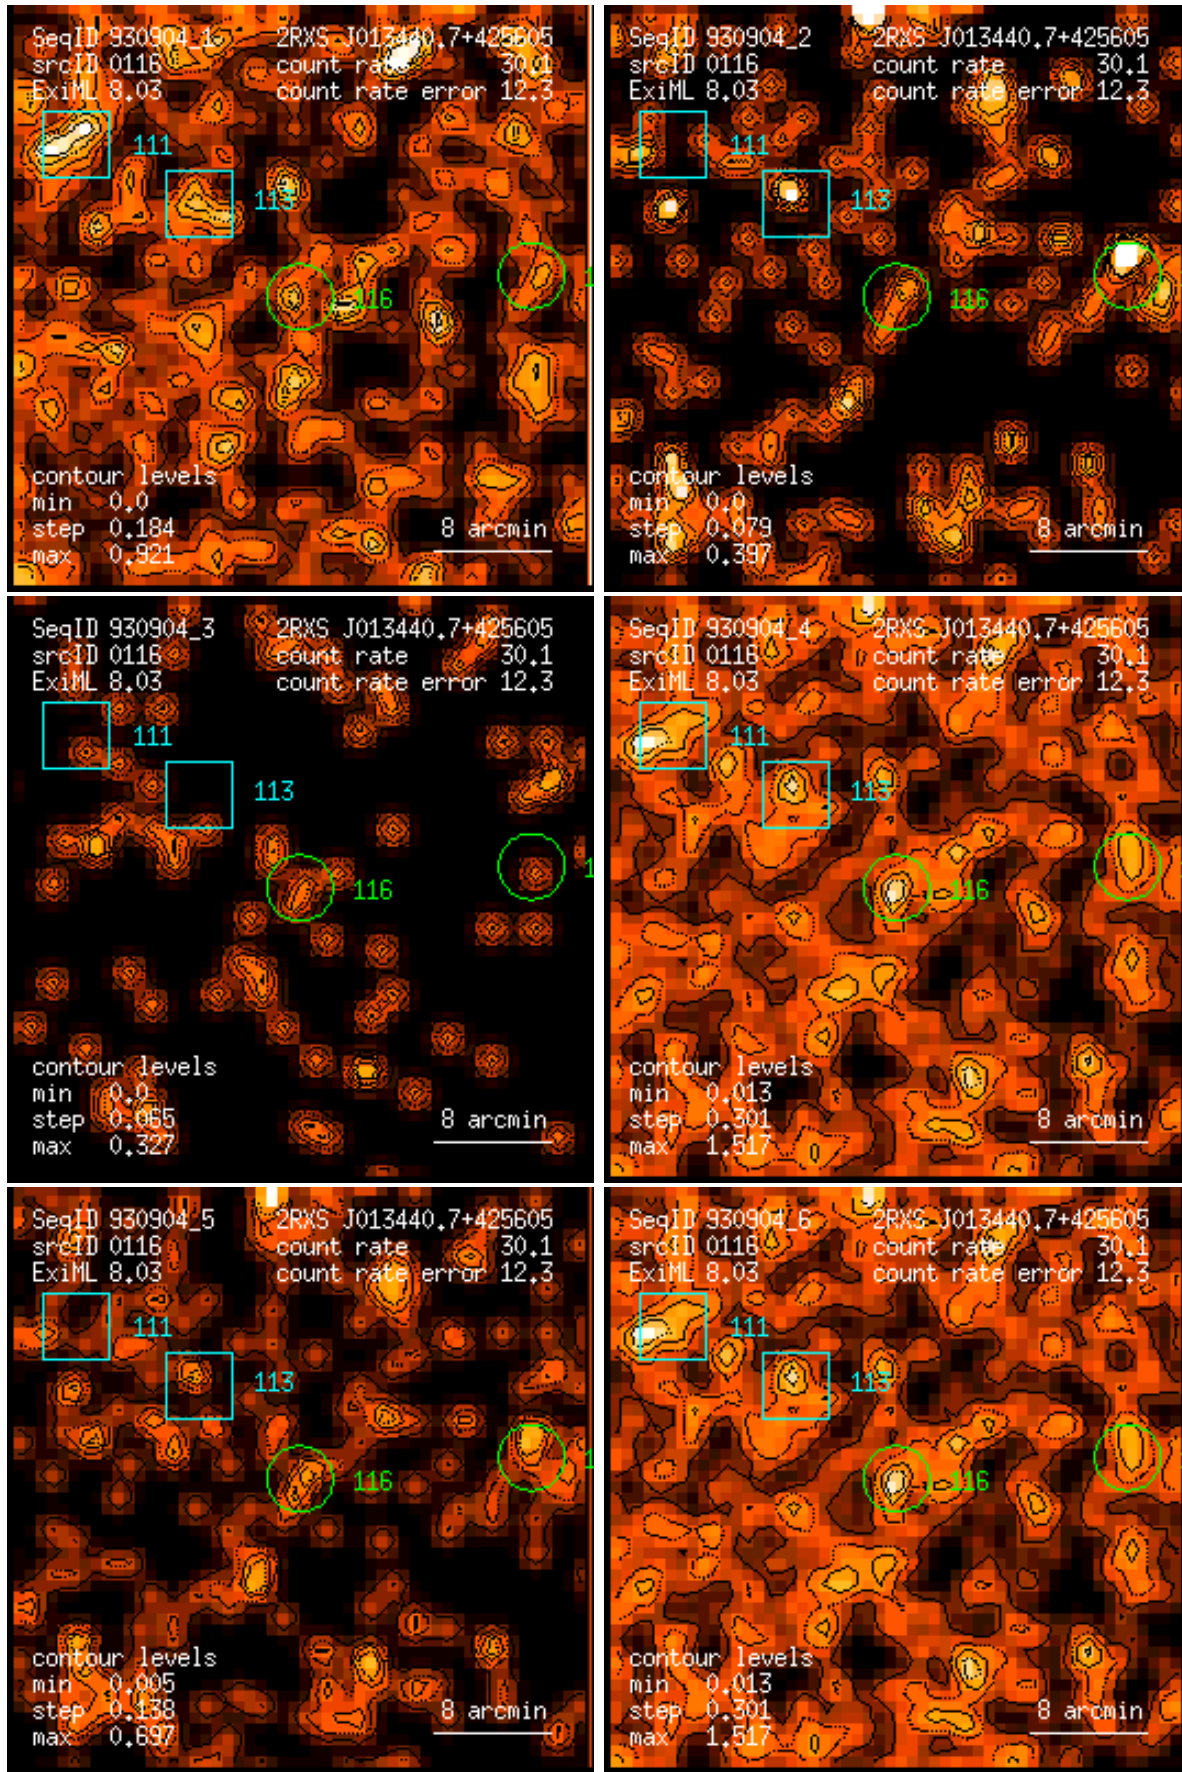 SeqID 930904_1 2RXS J013440.7+425605
srcID 0116 count rate 30.1
ExiML 8.03 count rate error 12.3
111
113
116
1
contour levels
min 0.0
step 0.184 8 arcmin
max 0.921
SeqID 930904_2 2RXS J013440.7+425605
srcID 0116 count rate 30.1
ExiML 8.03 count rate error 12.3
111
113
116
contour levels
min 0.0
step 0.079 8 arcmin
max 0.397
SeqID 930904_3 2RXS J013440.7+425605
srcID 0116 count rate 30.1
ExiML 8.03 count rate error 12.3
111
113
116
1
contour levels
min 0.0
step 0.065 8 arcmin
max 0.327
SeqID 930904_4 2RXS J013440.7+425605
srcID 0116 count rate 30.1
ExiML 8.03 count rate error 12.3
111
113
116
contour levels
min 0.013
step 0.301 8 arcmin
max 1.517
SeqID 930904_5 2RXS J013440.7+425605
srcID 0116 count rate 30.1
ExiML 8.03 count rate error 12.3
111
113
116
1
contour levels
min 0.005
step 0.138 8 arcmin
max 0.697
SeqID 930904_6 2RXS J013440.7+425605
srcID 0116 count rate 30.1
ExiML 8.03 count rate error 12.3
111
113
116
contour levels
min 0.013
step 0.301 8 arcmin
max 1.517